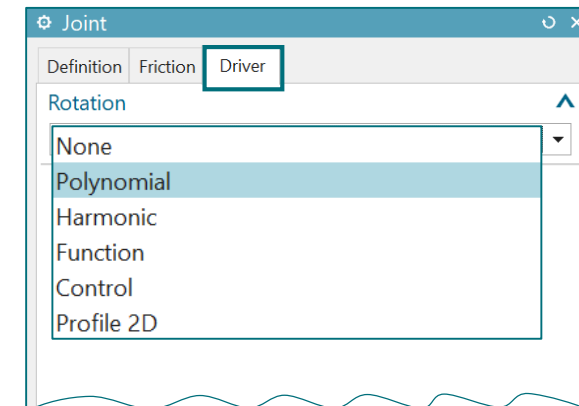 Joint
Definition Friction Driver
Rotation
None
Polynomial
Harmonic
Function
Control
Profile 2D